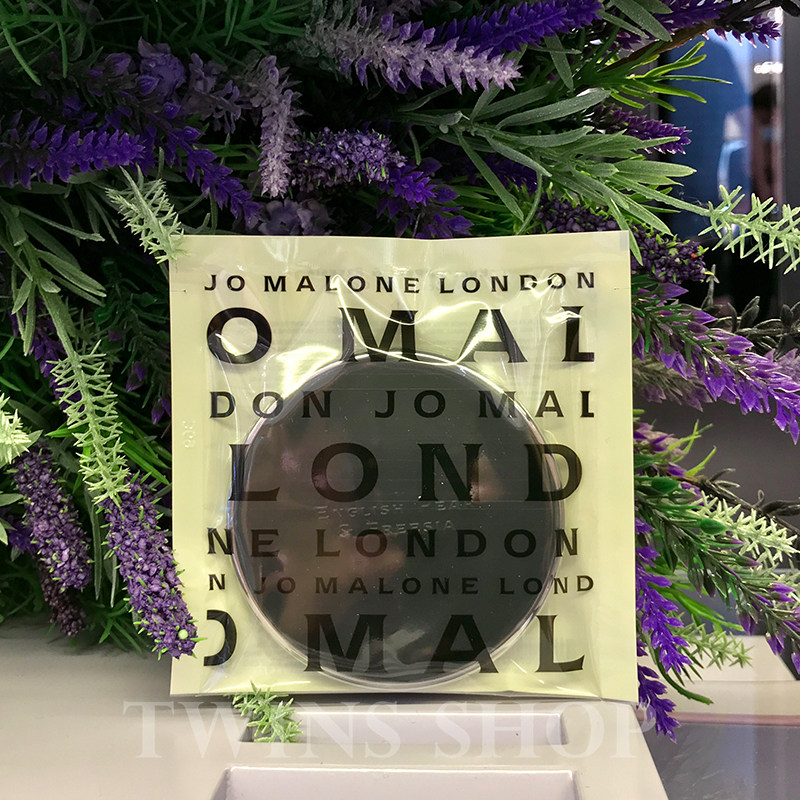 JO MALONE LONDON
O MAL
DON JO MAL
LOND
ENGLISH PEAR
& FREESIA
NE LONDON
N JO MALONE LOND
O MAL
TWINS SHOP